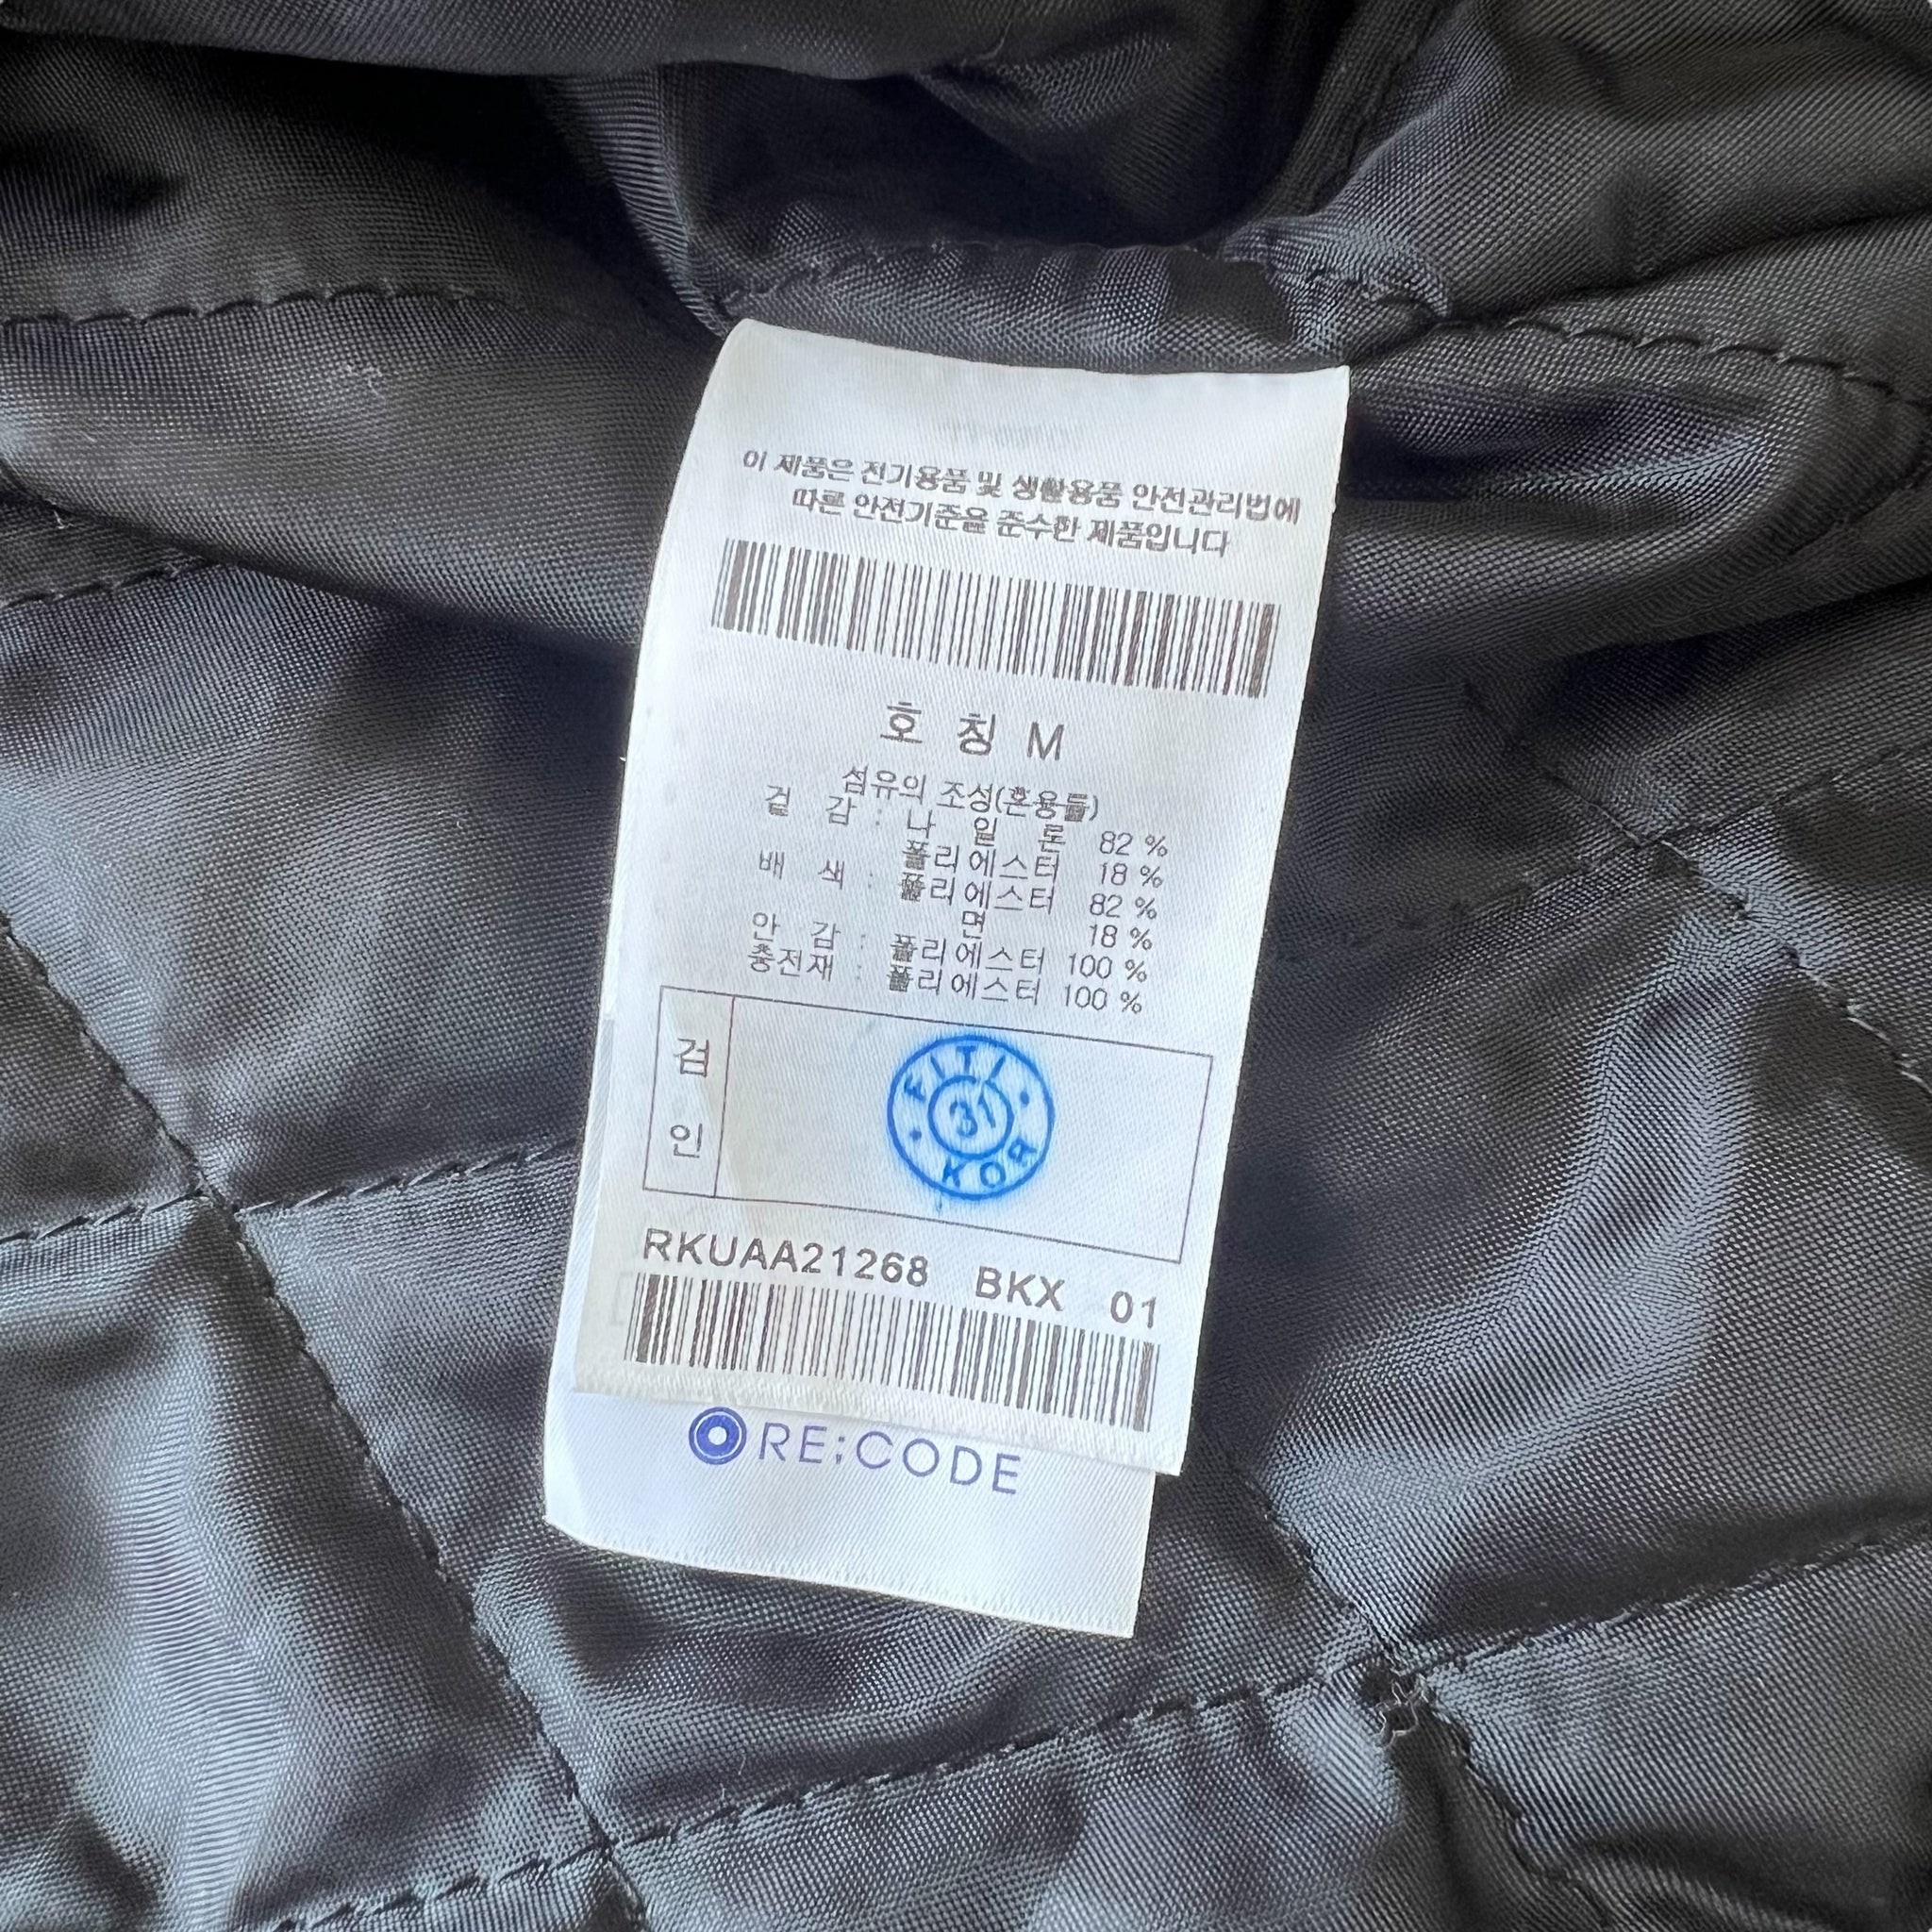 이 제품은 전기용품 및 생활용품 안전관리법에
따른 안전기준을 준수한 제품입니다
호 칭 M
섬유의 조성(혼용률)
겉 감 : 나 일 론 82 %
폴리에스터 18 %
배 색 : 폴리에스터 82 %
면 18 %
안 감 : 폴리에스터 100 %
충전재 : 폴리에스터 100 %
검
인
FITI
31
KOR
RKUAA21268 BKX 01
RE;CODE